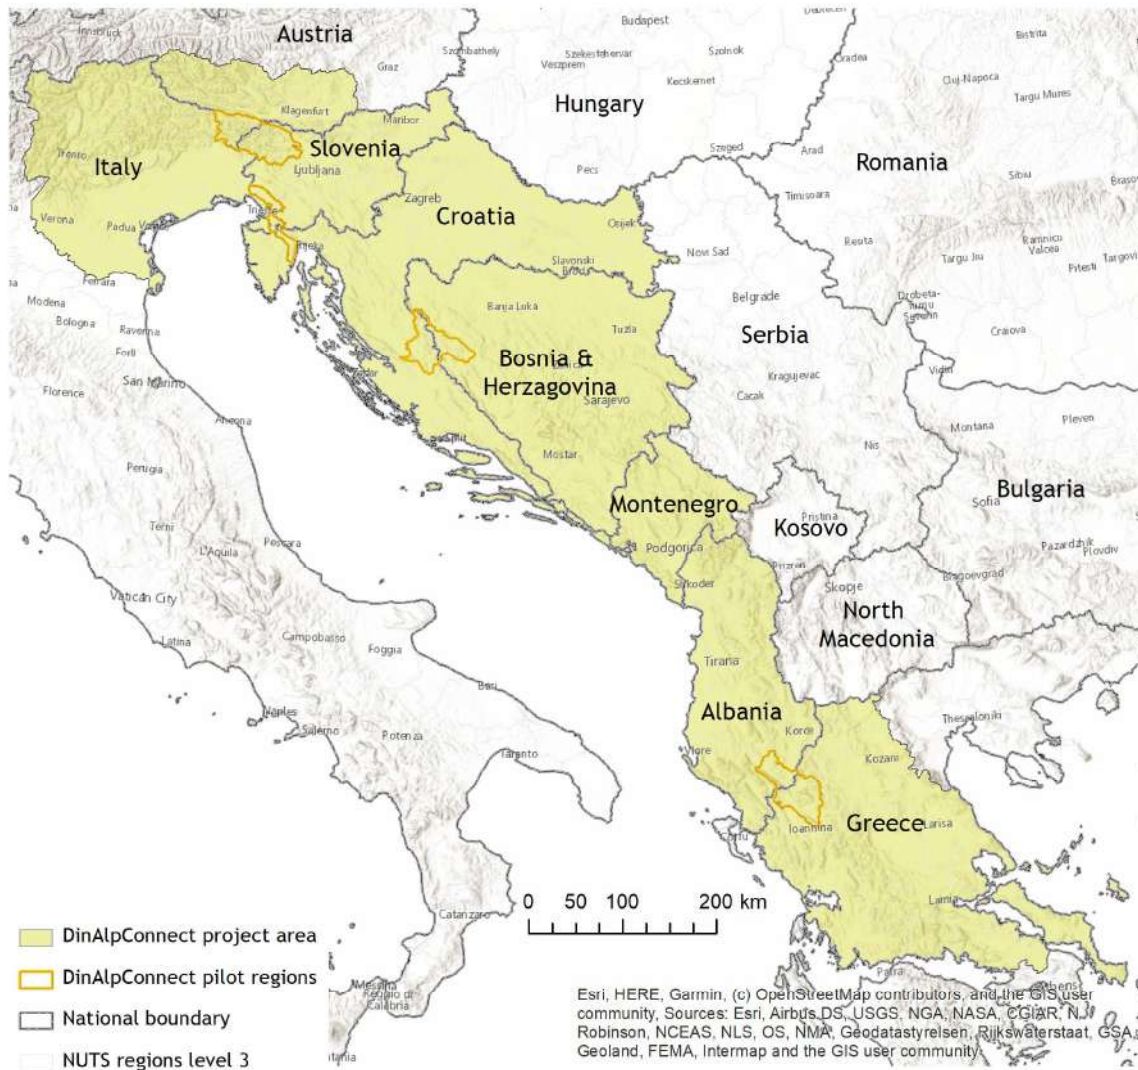 Innsbruck
Austria
Szombathely
Graz
Budapest
Szekesfehervar
Veszprem
Szolnok
Kecskemet
Debrecen
Oradea
Bistrita
Cluj-Napoca
Targu Mures
Hungary
Klagenfurt
Maribor
Trento
Italy
Slovenia
Ljubljana
Pecs
Szeged
Arad
Romania
Timisoara
Sibiu
Brasov
Verona
Padua
Trieste
Zagreb
Croatia
Osijek
Rijeka
Slavonski
Brod
Novi Sad
Resita
Targu Jiu
Ramnicu
Valcea
Pitesti
Targovi
Ferrara
Modena
Bologna
Ravenna
Forli
Banja Luka
Tuzla
Belgrade
Drobeta-
Turnu
Severin
Craiova
Serbia
Bosnia &
Herzagovina
Zadar
Sarajevo
Kragujevac
Cacak
Vidin
San Marino
Florence
Ancona
Split
Mostar
Nis
Montana
Pleven
Perugia
Montenegro
Bulgaria
Sofia
Terni
L'Aquila
Pescara
Podgorica
Kosovo
Pristina
Prizren
Pazardzhik
Plovdiv
Blagoevgrad
Skopje
Shkoder
Vatican City
Latina
Campobasso
Foggia
North
Macedonia
Tirana
Bari
Naples
Salerno
Potenza
Taranto
Albania
Korce
Vlore
Thessaloniki
Kozani
Ioannina
Greece
Larisa
Corfu
Lamia
Catanzaro
Messina
Reggio di
Calabria
Patra
Athens
0 50 100 200 km
DinAlpConnect project area
DinAlpConnect pilot regions
National boundary
NUTS regions level 3
Esri, HERE, Garmin, (c) OpenStreetMap contributors, and the GIS user
community, Sources: Esri, Airbus DS, USGS, NGA, NASA, CGIAR, N
Robinson, NCEAS, NLS, OS, NMA, Geodatastyrelsen, Rijkswaterstaat, GSA,
Geoland, FEMA, Intermap and the GIS user community